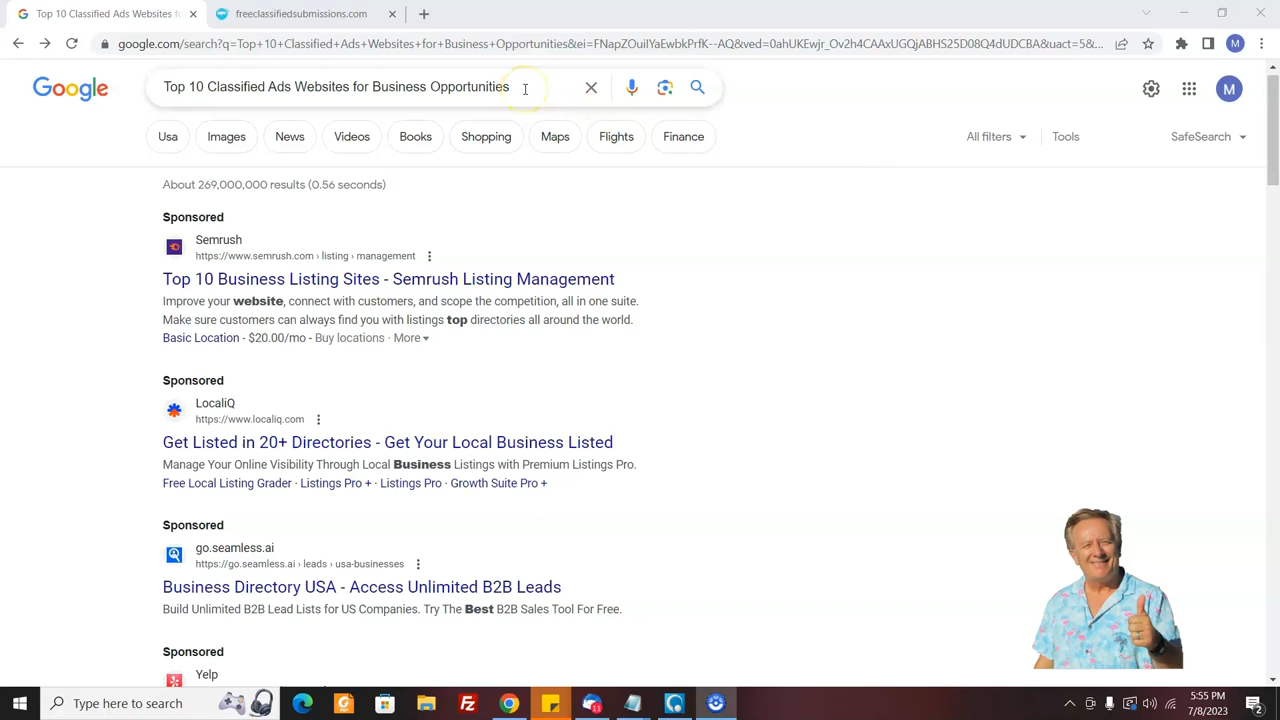 Top 10 Classified Ads Websites f
freeclassifiedsubmissions.com
google.com/search?q=Top+10+Classified+Ads+Websites+for+Business+Opportunities&ei=FNapZOuiIYaEwbkPrfK--AQ&ved=0ahUKEwjr_Ov2h4CAAxUGQjABHS25D08Q4dUDCBA&uact=5&...
Google
Top 10 Classified Ads Websites for Business Opportunities
M
Usa
Images
News
Videos
Books
Shopping
Maps
Flights
Finance
All filters
Tools
SafeSearch
About 269,000,000 results (0.56 seconds)
Sponsored
Semrush
https://www.semrush.com › listing › management
Top 10 Business Listing Sites - Semrush Listing Management
Improve your website, connect with customers, and scope the competition, all in one suite.
Make sure customers can always find you with listings top directories all around the world.
Basic Location - $20.00/mo - Buy locations · More
Sponsored
LocaliQ
https://www.localiq.com
Get Listed in 20+ Directories - Get Your Local Business Listed
Manage Your Online Visibility Through Local Business Listings with Premium Listings Pro.
Free Local Listing Grader · Listings Pro + · Listings Pro · Growth Suite Pro +
Sponsored
go.seamless.ai
https://go.seamless.ai › leads › usa-businesses
Business Directory USA - Access Unlimited B2B Leads
Build Unlimited B2B Lead Lists for US Companies. Try The Best B2B Sales Tool For Free.
Sponsored
Yelp
Type here to search
5:55 PM
7/8/2023
2